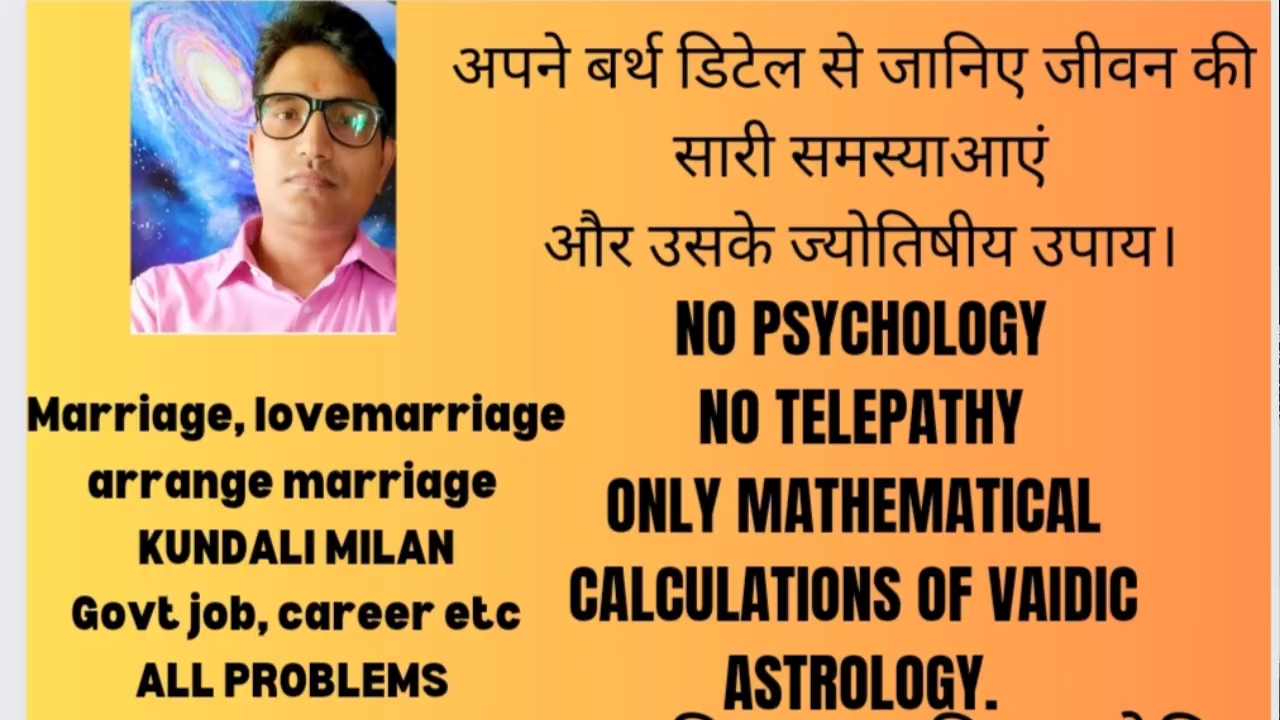 अपने बर्थ डिटेल से जानिए जीवन की
सारी समस्याआएं
और उसके ज्योतिषीय उपाय।
NO PSYCHOLOGY
NO TELEPATHY
ONLY MATHEMATICAL
CALCULATIONS OF VAIDIC
ASTROLOGY.
Marriage, lovemarriage
arrange marriage
KUNDALI MILAN
Govt job, career etc
ALL PROBLEMS